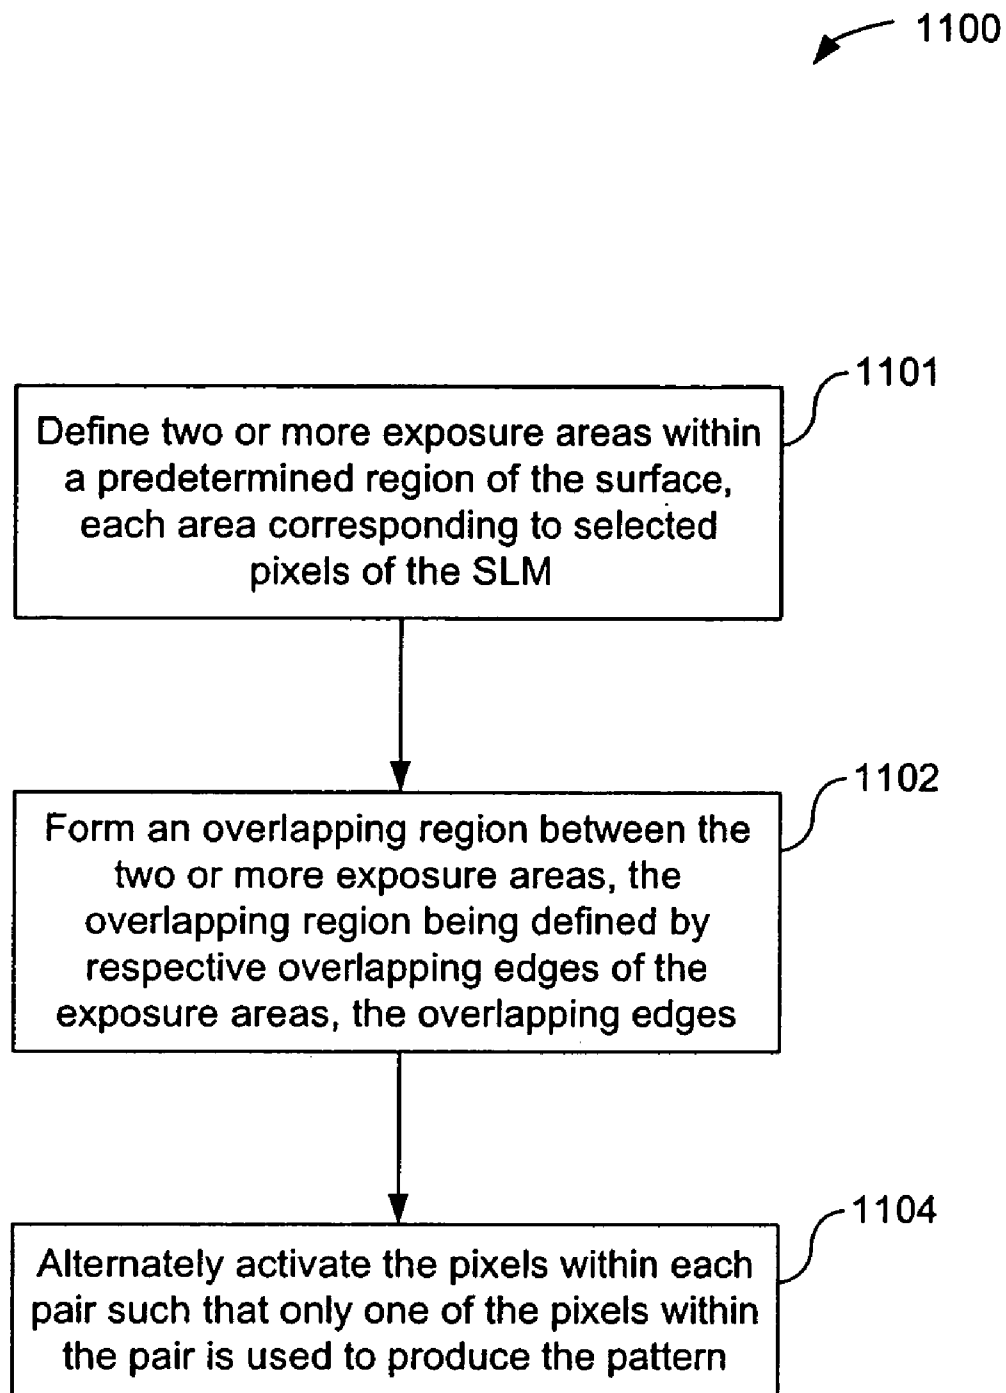 1100
1101
Define two or more exposure areas within
a predetermined region of the surface,
each area corresponding to selected
pixels of the SLM
1102
Form an overlapping region between the
two or more exposure areas, the
overlapping region being defined by
respective overlapping edges of the
exposure areas, the overlapping edges
1104
Alternately activate the pixels within each
pair such that only one of the pixels within
the pair is used to produce the pattern